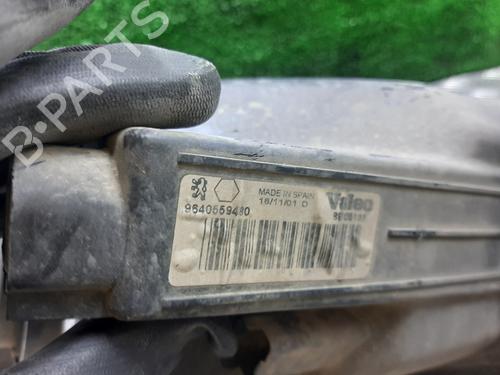 B-PARTS
MADE IN SPAIN
16/11/01 D
Valeo
9640559480